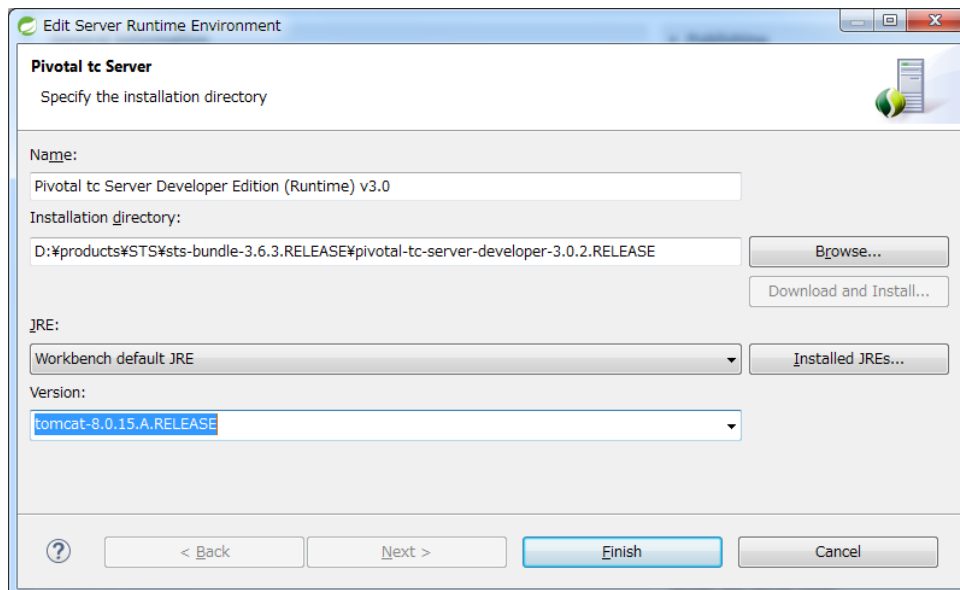 Edit Server Runtime Environment
Pivotal tc Server
Specify the installation directory
Name:
Pivotal tc Server Developer Edition (Runtime) v3.0
Installation directory:
D:¥products¥STS¥sts-bundle-3.6.3.RELEASE¥pivotal-tc-server-developer-3.0.2.RELEASE
Browse...
Download and Install...
JRE:
Workbench default JRE
Installed JREs...
Version:
tomcat-8.0.15.A.RELEASE
?
< Back
Next >
Finish
Cancel